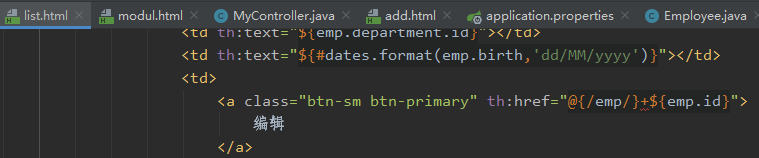 list.html modul.html MyController.java add.html application.properties Employee.java
<td th:text="${emp.department.id}"></td>
<td th:text="${#dates.format(emp.birth,'dd/MM/yyyy')}"></td>
<td>
<a class="btn-sm btn-primary" th:href="@{/emp/}+${emp.id}">
编辑
</a>